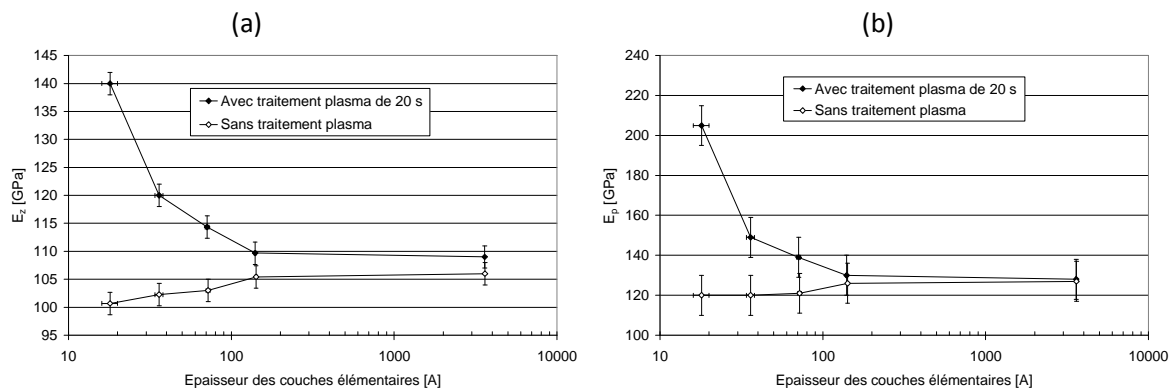 (a)
145
140
135
130
125
120
115
110
105
100
95
E_z [GPa]
Avec traitement plasma de 20 s
Sans traitement plasma
10 100 1000 10000
Epaisseur des couches élémentaires [A]
(b)
240
220
200
180
160
140
120
100
E_p [GPa]
Avec traitement plasma de 20 s
Sans traitement plasma
10 100 1000 10000
Epaisseur des couches élémentaires [A]